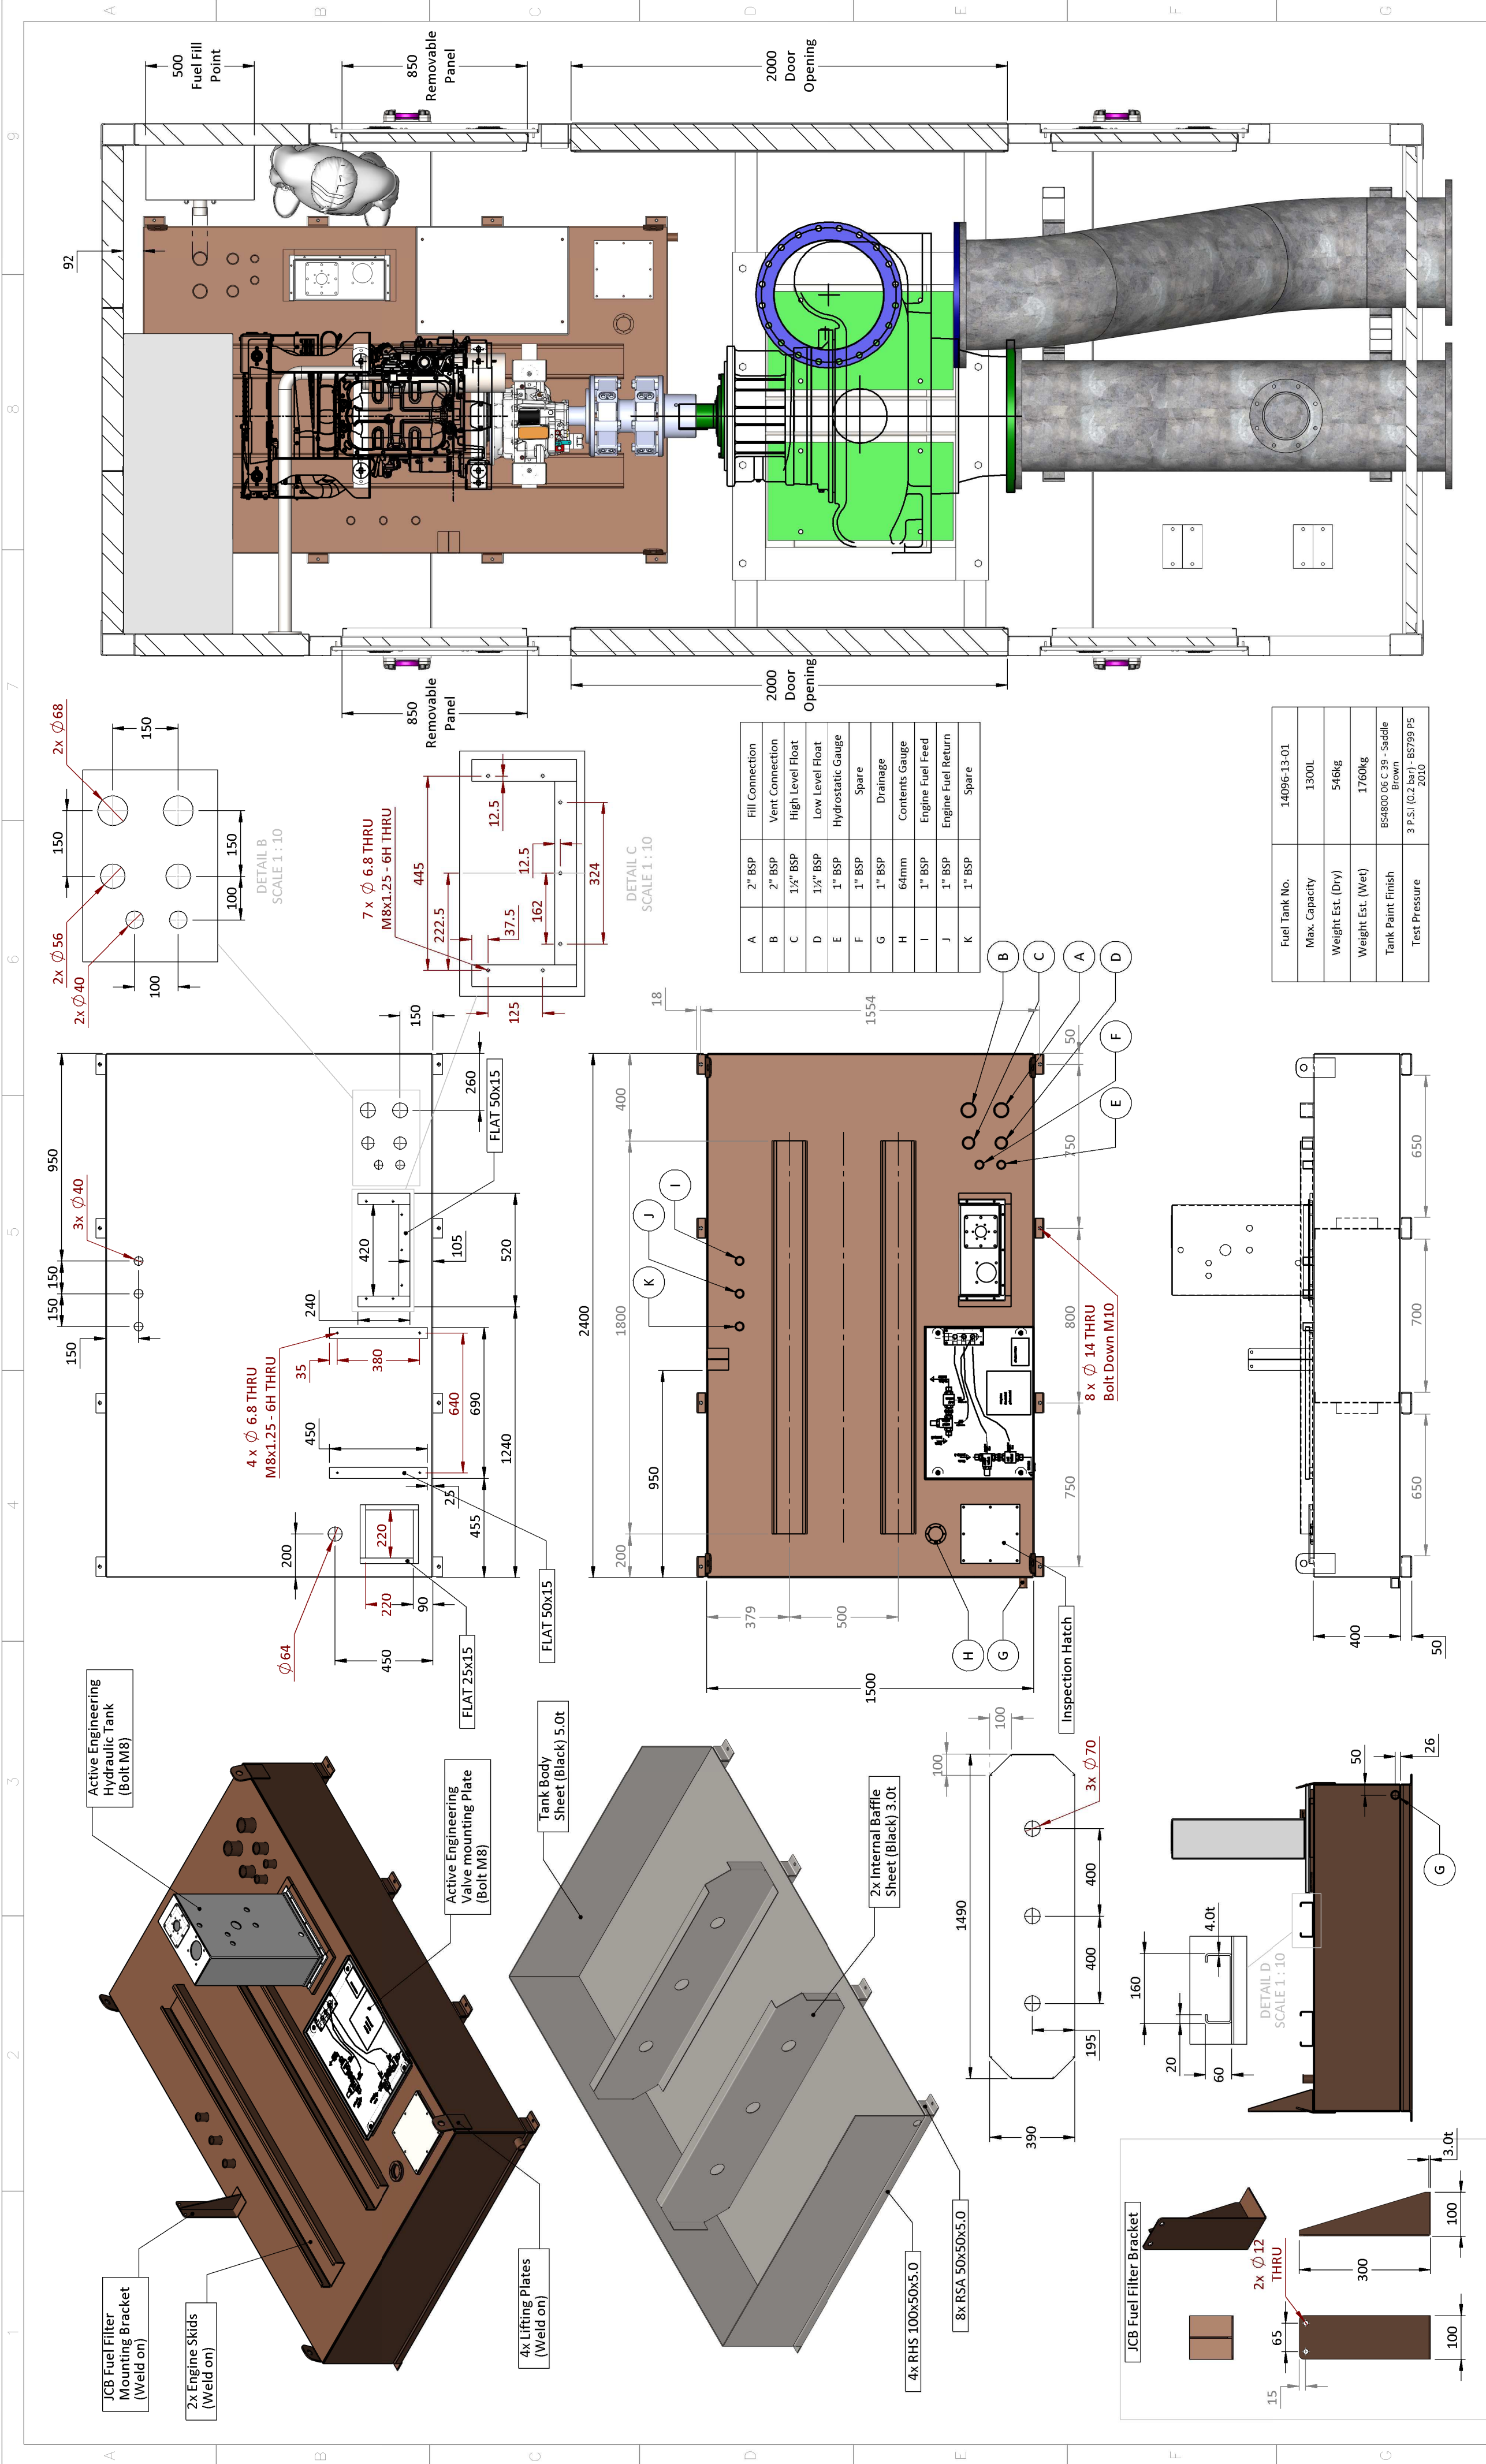 1
2
3
4
5
6
7
8
9
A
B
C
D
E
F
G
A
B
C
D
E
F
G
JCB Fuel Filter
Mounting Bracket
(Weld on)
2x Engine Skids
(Weld on)
4x Lifting Plates
(Weld on)
Active Engineering
Hydraulic Tank
(Bolt M8)
Active Engineering
Valve mounting Plate
(Bolt M8)
Tank Body
Sheet (Black) 5.0t
2x Internal Baffle
Sheet (Black) 3.0t
4x RHS 100x50x5.0
8x RSA 50x50x5.0
1490
100
100
3x Ø70
400
400
195
390
JCB Fuel Filter Bracket
2x Ø12
THRU
65
15
100
300
100
3.0t
160
20
60
4.0t
DETAIL D
SCALE 1 : 10
50
26
G
950
150
150
3x Ø40
150
4 x Ø 6.8 THRU
M8x1.25 - 6H THRU
35
380
240
420
450
640
690
520
105
1240
455
25
200
220
220
90
Ø64
450
FLAT 25x15
FLAT 50x15
FLAT 50x15
260
150
2x Ø68
2x Ø56
2x Ø40
150
150
150
100
100
DETAIL B
SCALE 1 : 10
7 x Ø 6.8 THRU
M8x1.25 - 6H THRU
445
222.5
12.5
12.5
37.5
162
324
125
DETAIL C
SCALE 1 : 10
2400
400
1800
200
950
K
J
I
379
500
1500
H
G
Inspection Hatch
18
1554
50
750
800
750
8 x Ø 14 THRU
Bolt Down M10
B
C
A
D
F
E
650
700
650
400
50
A 2" BSP Fill Connection
B 2" BSP Vent Connection
C 1½" BSP High Level Float
D 1½" BSP Low Level Float
E 1" BSP Hydrostatic Gauge
F 1" BSP Spare
G 1" BSP Drainage
H 64mm Contents Gauge
I 1" BSP Engine Fuel Feed
J 1" BSP Engine Fuel Return
K 1" BSP Spare
Fuel Tank No. 14096-13-01
Max. Capacity 1300L
Weight Est. (Dry) 546kg
Weight Est. (Wet) 1760kg
Tank Paint Finish BS4800 06 C 39 - Saddle
Brown
Test Pressure 3 P.S.I (0.2 bar) - BS799 P5
2010
92
500
Fuel Fill
Point
850
Removable
Panel
2000
Door
Opening
850
Removable
Panel
2000
Door
Opening